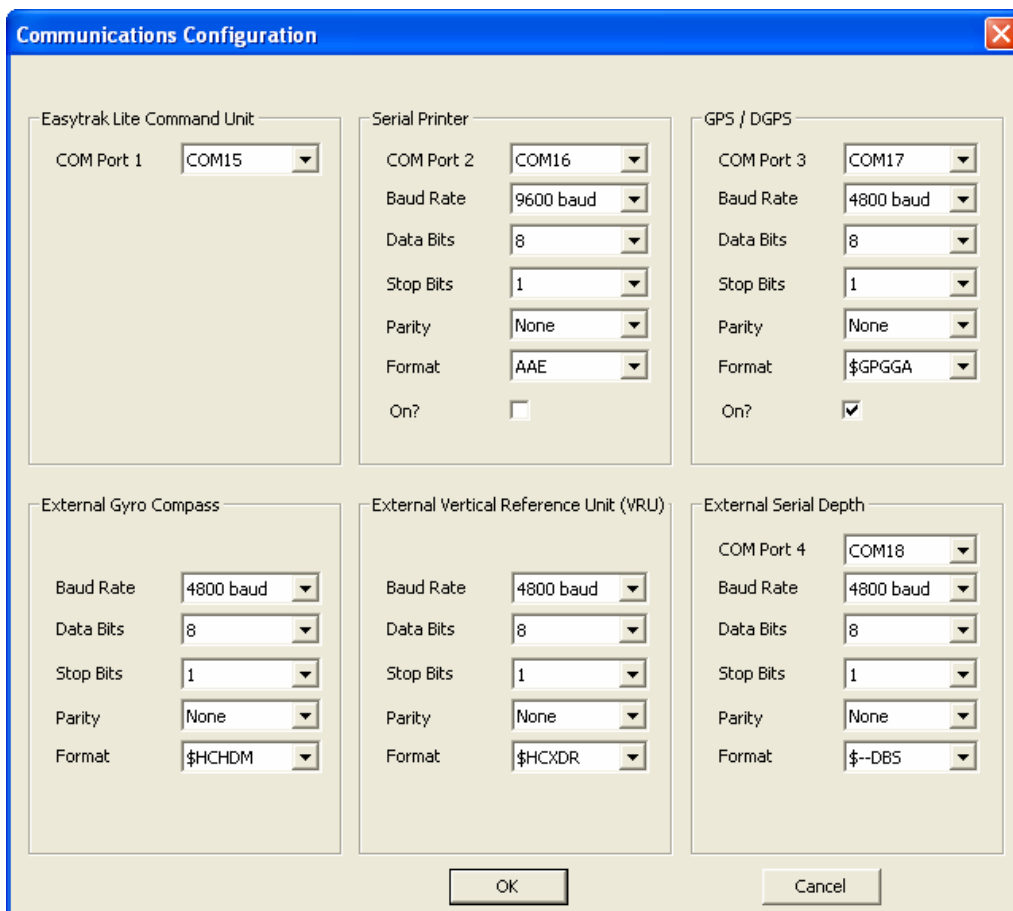 Communications Configuration
Easytrak Lite Command Unit
COM Port 1 COM15
Serial Printer
COM Port 2 COM16
Baud Rate 9600 baud
Data Bits 8
Stop Bits 1
Parity None
Format AAE
On?
GPS / DGPS
COM Port 3 COM17
Baud Rate 4800 baud
Data Bits 8
Stop Bits 1
Parity None
Format $GPGGA
On?
External Gyro Compass
Baud Rate 4800 baud
Data Bits 8
Stop Bits 1
Parity None
Format $HCHDM
External Vertical Reference Unit (VRU)
Baud Rate 4800 baud
Data Bits 8
Stop Bits 1
Parity None
Format $HCXDR
External Serial Depth
COM Port 4 COM18
Baud Rate 4800 baud
Data Bits 8
Stop Bits 1
Parity None
Format $--DBS
OK
Cancel